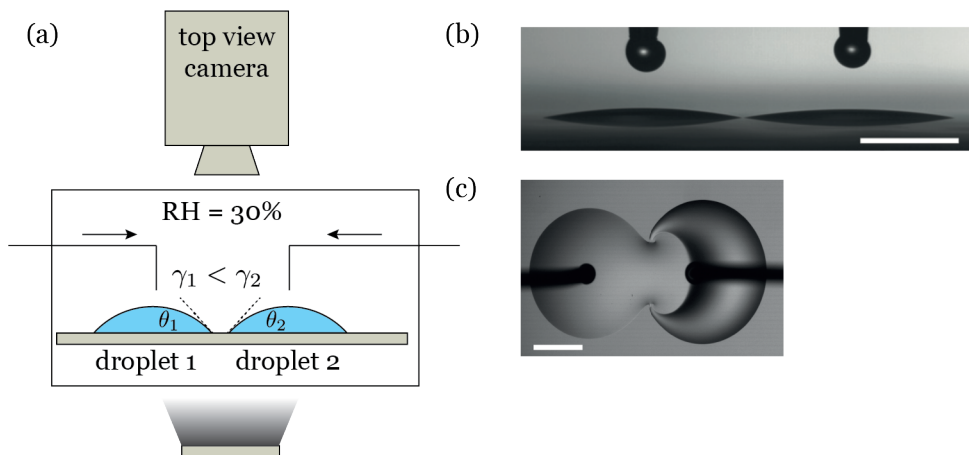 (a)
top view
camera
RH = 30%
γ₁ < γ₂
θ₁
θ₂
droplet 1
droplet 2
(b)
(c)